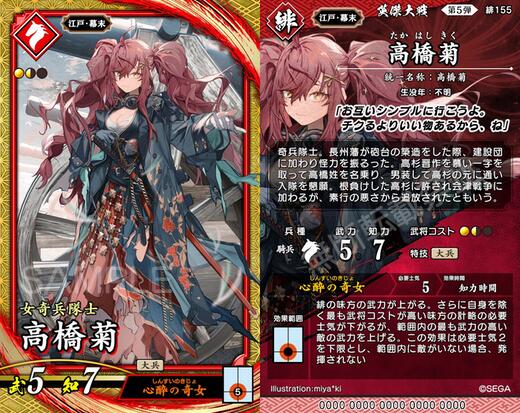 江戸・幕末
SAMPLE
女奇兵隊士
高橋菊
大兵
武5 知7
しんすいのきじょ
心酔の奇女
5
緋
江戸・幕末
英傑大戦
第5弾
緋155
たか はし きく
高橋菊
統一名称:高橋菊
生没年:不明
「お互いシンプルに行こうよ。
チクるよりいい物あるから、ね」
奇兵隊士。長州藩が砲台の築造をした際、建設団
に加わり怪力を振るった。高杉晋作を慕い一字を
取って高橋姓を名乗り、男装して高杉の元に通い
入隊を懇願。根負けした高杉に許され会津戦争に
加わるが、素行の悪さから追放されたともいう。
兵種 武力 知力 武将コスト
騎兵 5 7 特技 大兵
しんすいのきじょ 必要士気 効果時間
心酔の奇女 5 知力時間
効果範囲
緋の味方の武力が上がる。さらに自身を除
く最も武将コストが高い味方の計略の必要
士気が下がるが、範囲内の最も武力の高い
敵の武力を上げる。この効果は必要士気2
を下限とし、範囲内に敵がいない場合、発
揮されない
Illustration:miya*ki
©SEGA
0000 0000 0000 0000 0000